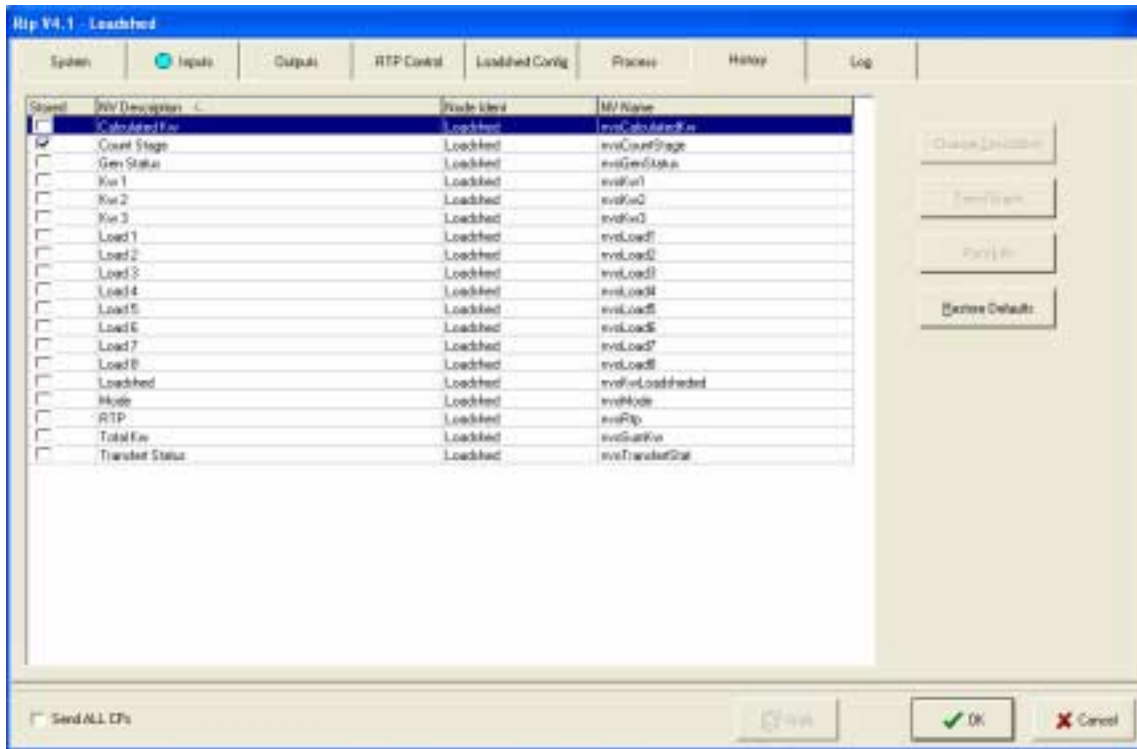 Rtp V4.1 - Loadshed
System Inputs Outputs RTP Control Loadshed Config Process History Log
Stored NV Description Node Ident NV Name
Calculated Kw Loadshed nvoCalculatedKw
Count Stage Loadshed nvoCountStage
Gen Status Loadshed nvoGenStatus
Kw 1 Loadshed nvoKw1
Kw 2 Loadshed nvoKw2
Kw 3 Loadshed nvoKw3
Load 1 Loadshed nvoLoad1
Load 2 Loadshed nvoLoad2
Load 3 Loadshed nvoLoad3
Load 4 Loadshed nvoLoad4
Load 5 Loadshed nvoLoad5
Load 6 Loadshed nvoLoad6
Load 7 Loadshed nvoLoad7
Load 8 Loadshed nvoLoad8
Loadshed Loadshed nvoKwLoadsheded
Mode Loadshed nvoMode
RTP Loadshed nvoRtp
Total Kw Loadshed nvoSumKw
Transfert Status Loadshed nvoTransfertStat
Change Description
Restore Defaults
Send ALL CPs
OK Cancel